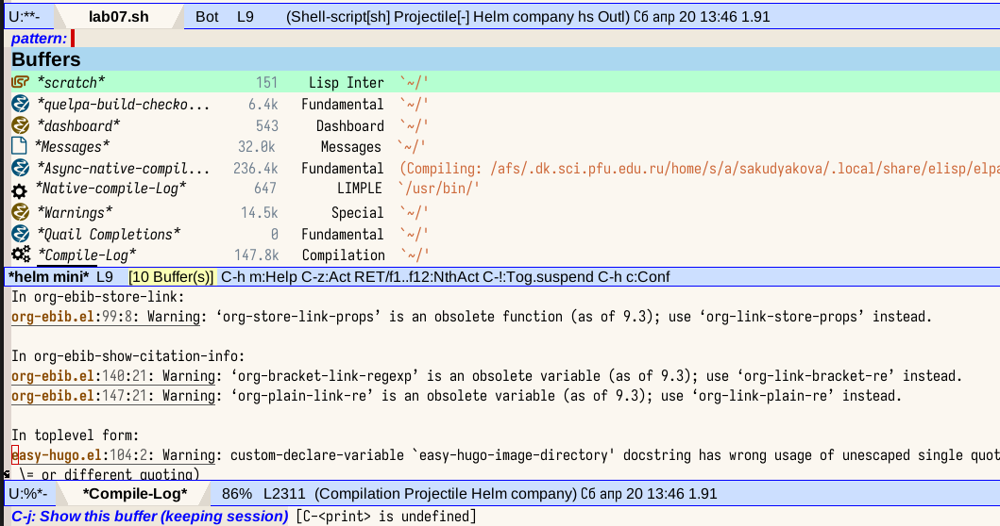 U:**- lab07.sh Bot L9 (Shell-script[sh] Projectile[-] Helm company hs Outl) Сб апр 20 13:46 1.91
pattern:
Buffers
*scratch* 151 Lisp Inter `~/'
*quelpa-build-checko... 6.4k Fundamental `~/'
*dashboard* 543 Dashboard `~/'
*Messages* 32.0k Messages `~/'
*Async-native-compil... 236.4k Fundamental (Compiling: /afs/.dk.sci.pfu.edu.ru/home/s/a/sakudyakova/.local/share/elisp/elpa
*Native-compile-Log* 647 LIMPLE `/usr/bin/'
*Warnings* 14.5k Special `~/'
*Quail Completions* 0 Fundamental `~/'
*Compile-Log* 147.8k Compilation `~/'
*helm mini* L9 [10 Buffer(s)] C-h m:Help C-z:Act RET/f1..f12:NthAct C-!:Tog.suspend C-h c:Conf
In org-ebib-store-link:
org-ebib.el:99:8: Warning: ‘org-store-link-props’ is an obsolete function (as of 9.3); use ‘org-link-store-props’ instead.
In org-ebib-show-citation-info:
org-ebib.el:140:21: Warning: ‘org-bracket-link-regexp’ is an obsolete variable (as of 9.3); use ‘org-link-bracket-re’ instead.
org-ebib.el:147:21: Warning: ‘org-plain-link-re’ is an obsolete variable (as of 9.3); use ‘org-link-plain-re’ instead.
In toplevel form:
easy-hugo.el:104:2: Warning: custom-declare-variable `easy-hugo-image-directory' docstring has wrong usage of unescaped single quot
\= or different quoting)
U:%*- *Compile-Log* 86% L2311 (Compilation Projectile Helm company) Сб апр 20 13:46 1.91
C-j: Show this buffer (keeping session) [C-<print> is undefined]